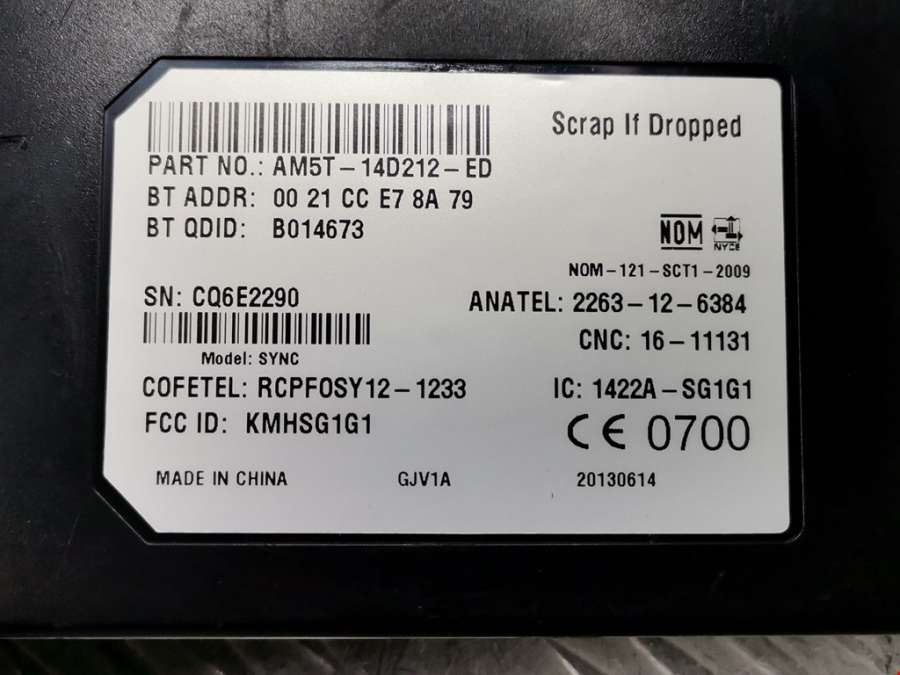 Scrap If Dropped
PART NO.: AM5T-14D212-ED
BT ADDR: 00 21 CC E7 8A 79
BT QDID: B014673
NOM NYCE
NOM-121-SCT1-2009
SN: CQ6E2290
ANATEL: 2263-12-6384
CNC: 16-11131
Model: SYNC
COFETEL: RCPFOSY12-1233
IC: 1422A-SG1G1
FCC ID: KMHSG1G1
CE 0700
MADE IN CHINA GJV1A 20130614